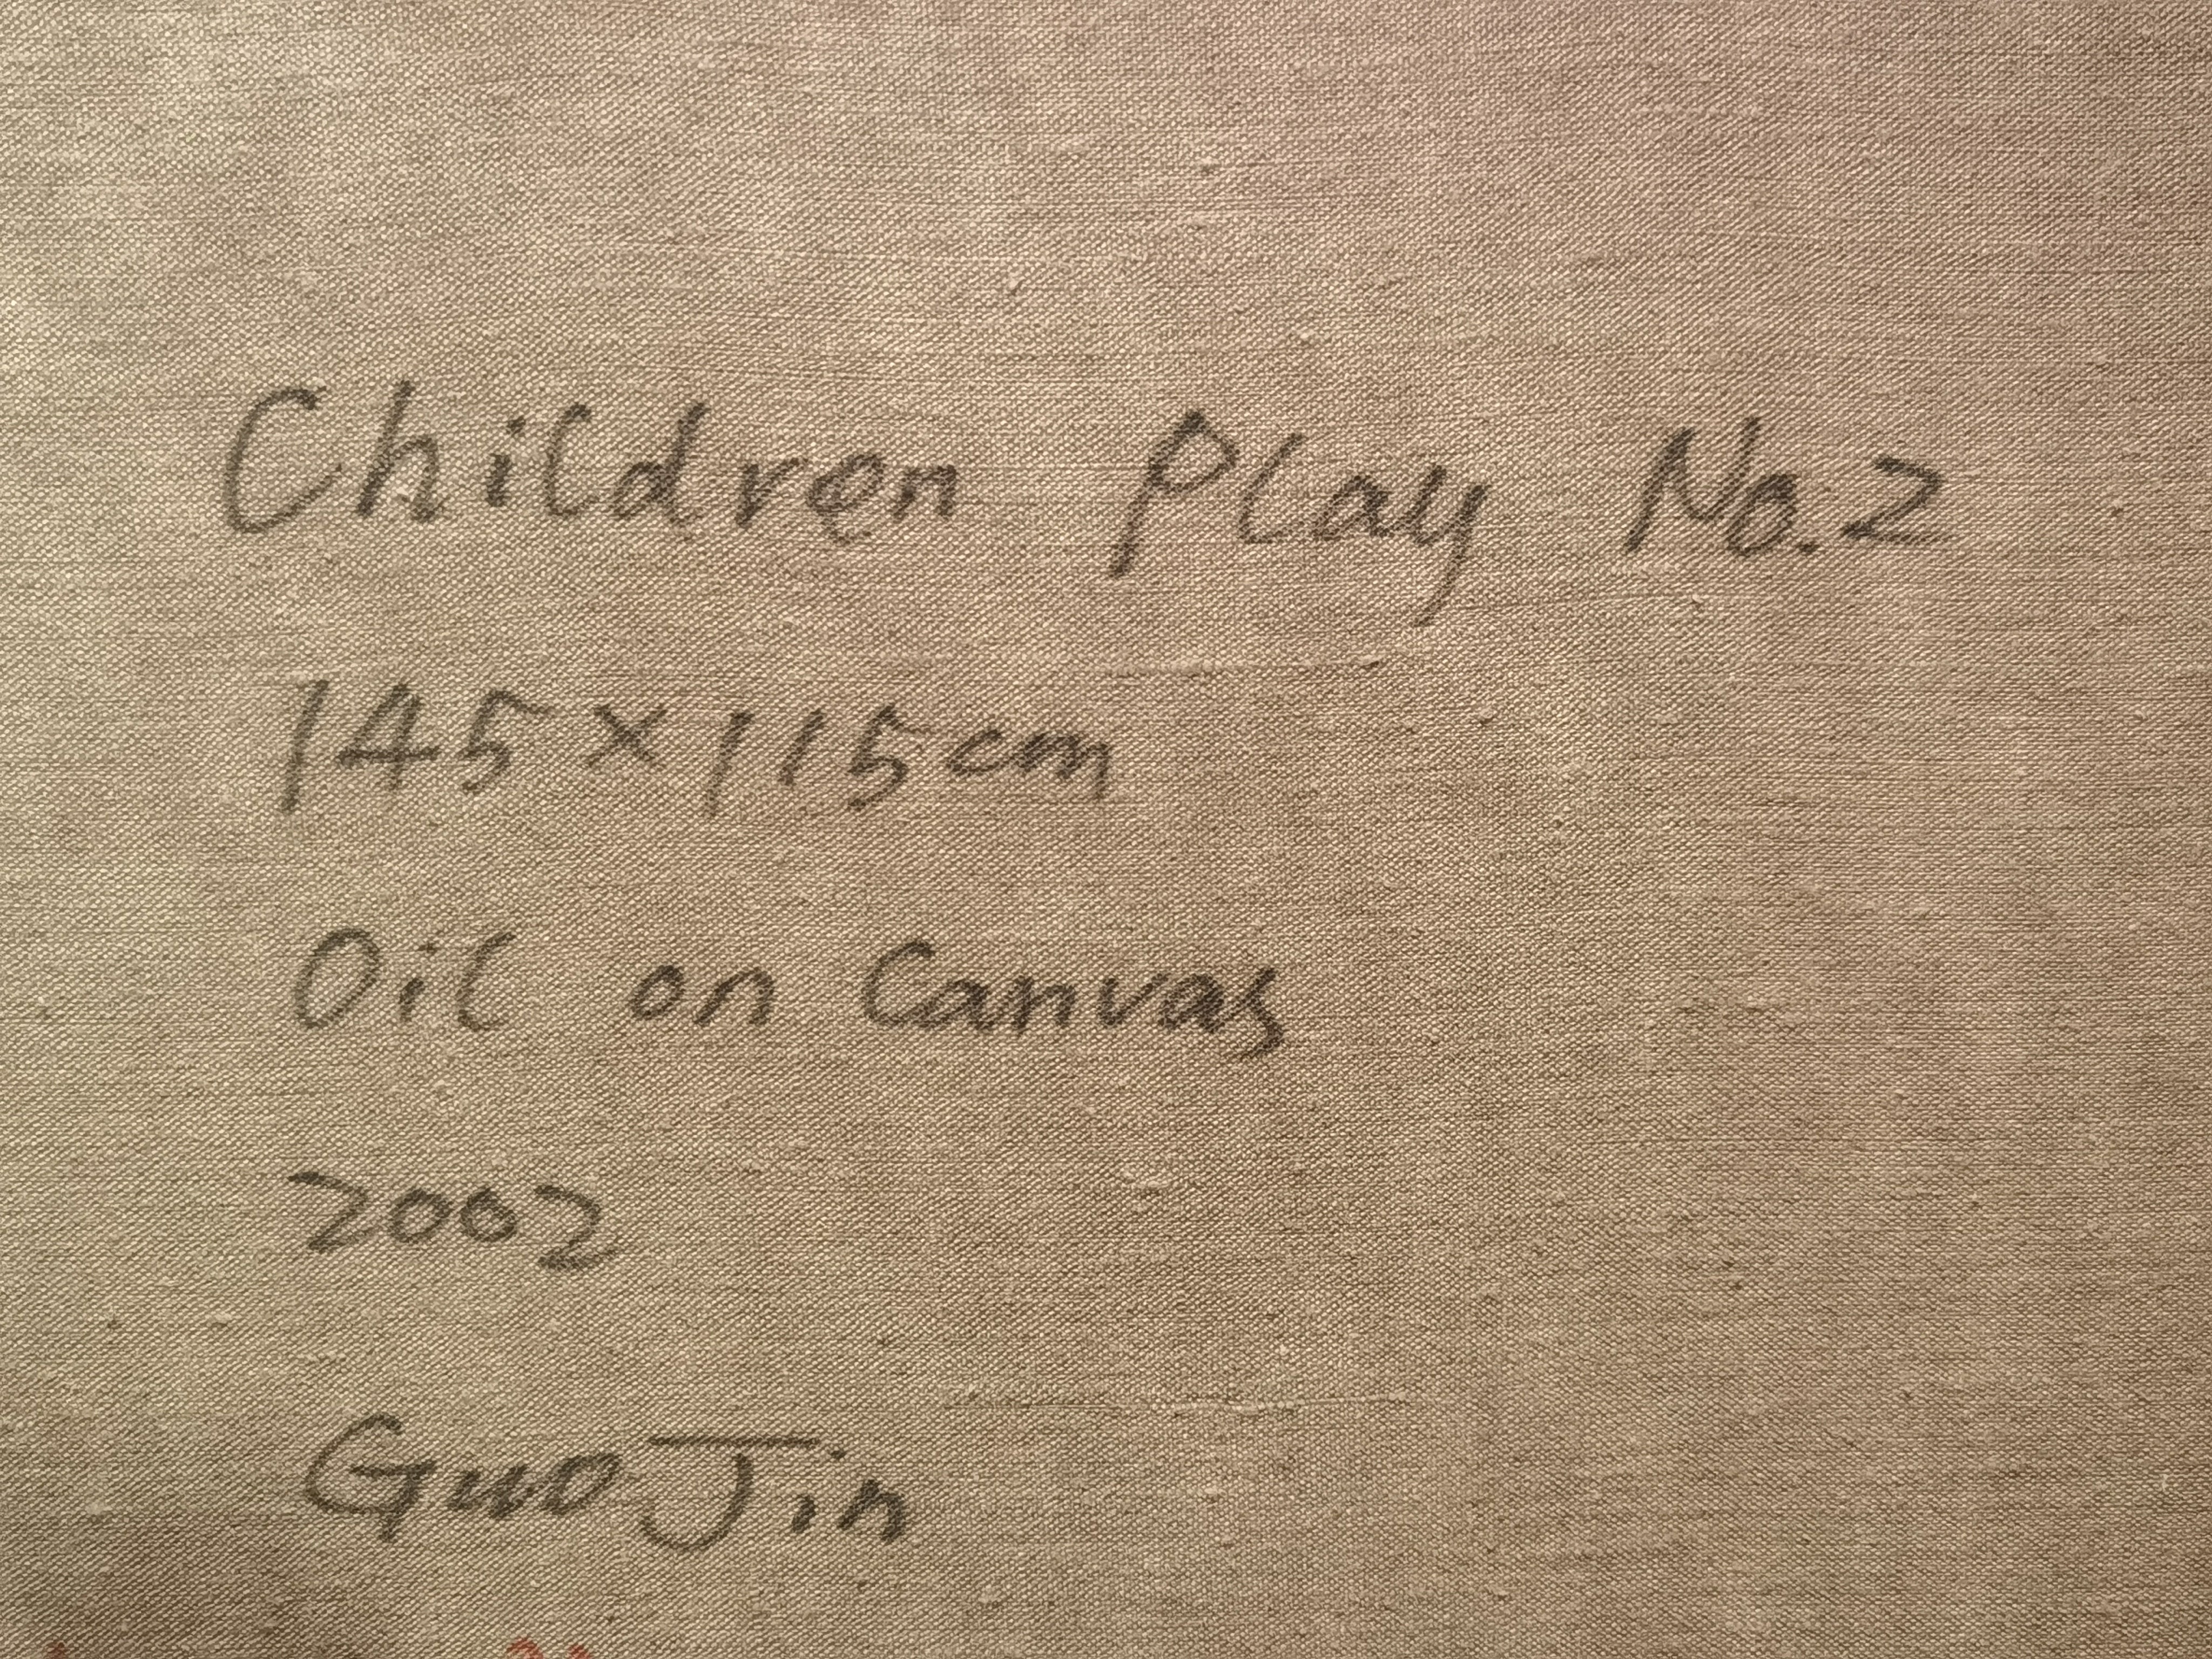 Children Play No.2
145×115cm
Oil on Canvas
2002
Guo Jin